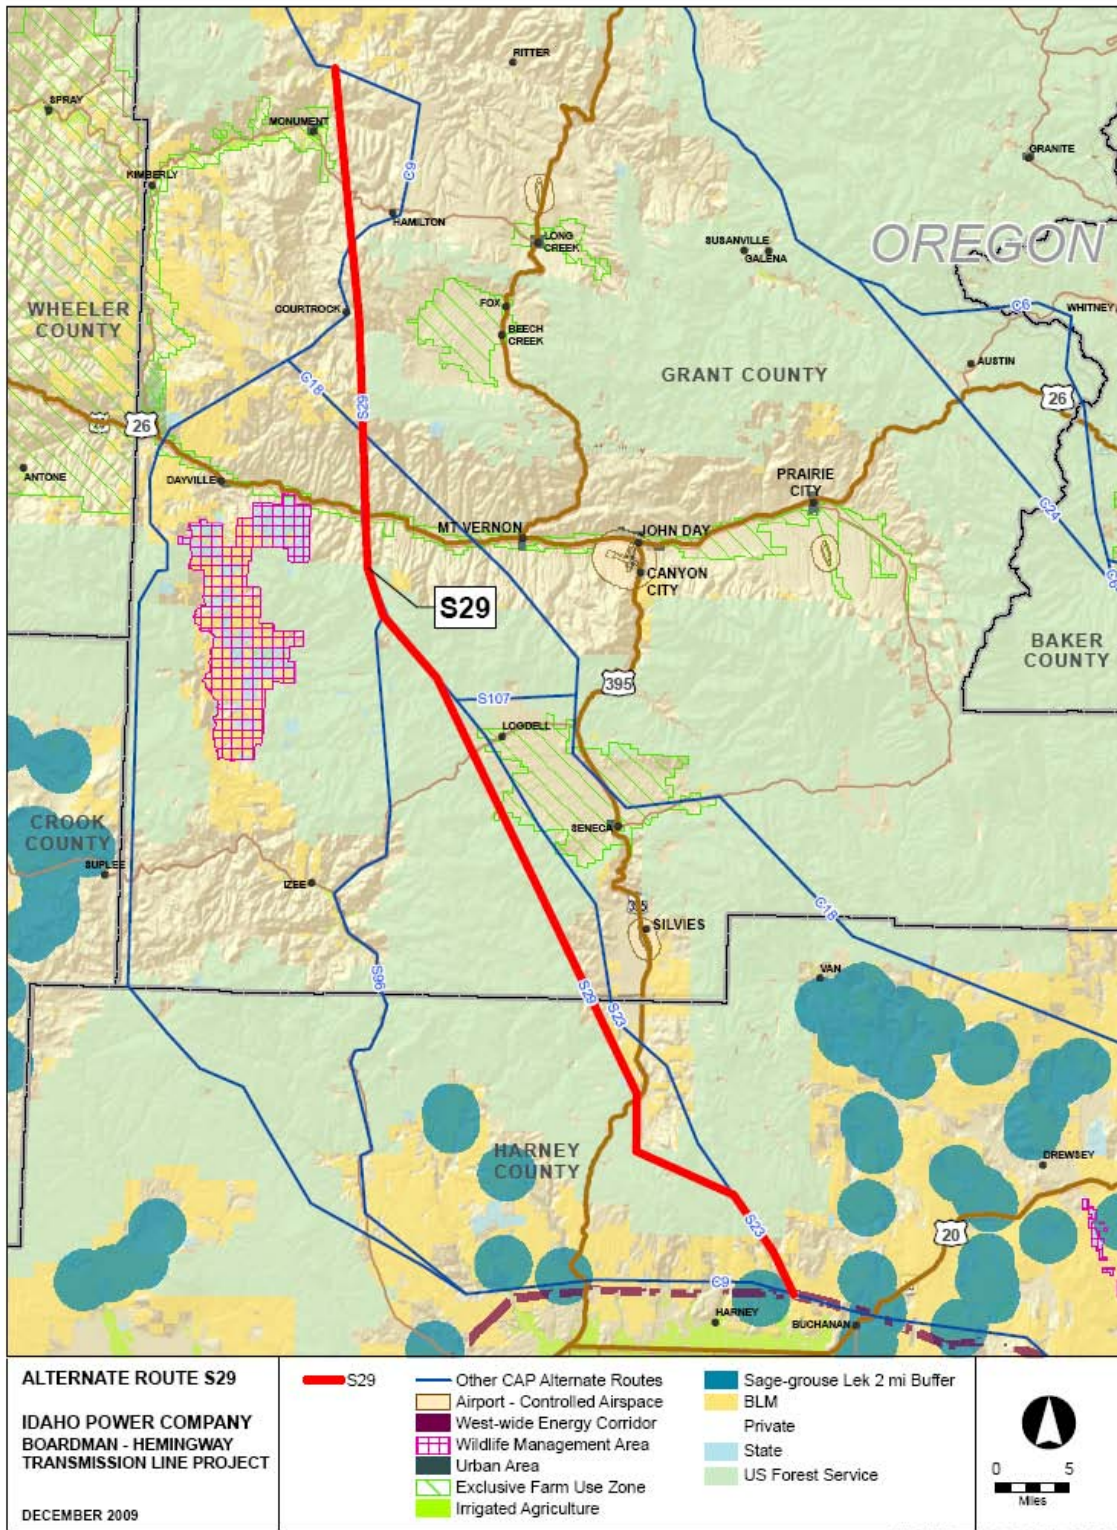 RITTER
SPRAY
MONUMENT
GRANITE
KIMBERLY
C9
HAMILTON
LONG
CREEK
SUSANVILLE
GALENA
OREGON
WHEELER
COUNTY
COURTROCK
FOX
BEECH
CREEK
C6
WHITNEY
C18
GRANT COUNTY
AUSTIN
S29
26
26
26
ANTONE
DAYVILLE
PRAIRIE
CITY
C24
MT VERNON
JOHN DAY
CANYON
CITY
C6
S29
BAKER
COUNTY
395
S107
LOGDELL
CROOK
COUNTY
SENECA
SUPLEE
IZEE
395
SILVIES
C18
VAN
S96
S29
S23
HARNEY
COUNTY
DREWSEY
S23
20
C9
HARNEY
BUCHANAN
ALTERNATE ROUTE S29
IDAHO POWER COMPANY
BOARDMAN - HEMINGWAY
TRANSMISSION LINE PROJECT
DECEMBER 2009
S29
Other CAP Alternate Routes
Airport - Controlled Airspace
West-wide Energy Corridor
Wildlife Management Area
Urban Area
Exclusive Farm Use Zone
Irrigated Agriculture
Sage-grouse Lek 2 mi Buffer
BLM
Private
State
US Forest Service
0 5
Miles